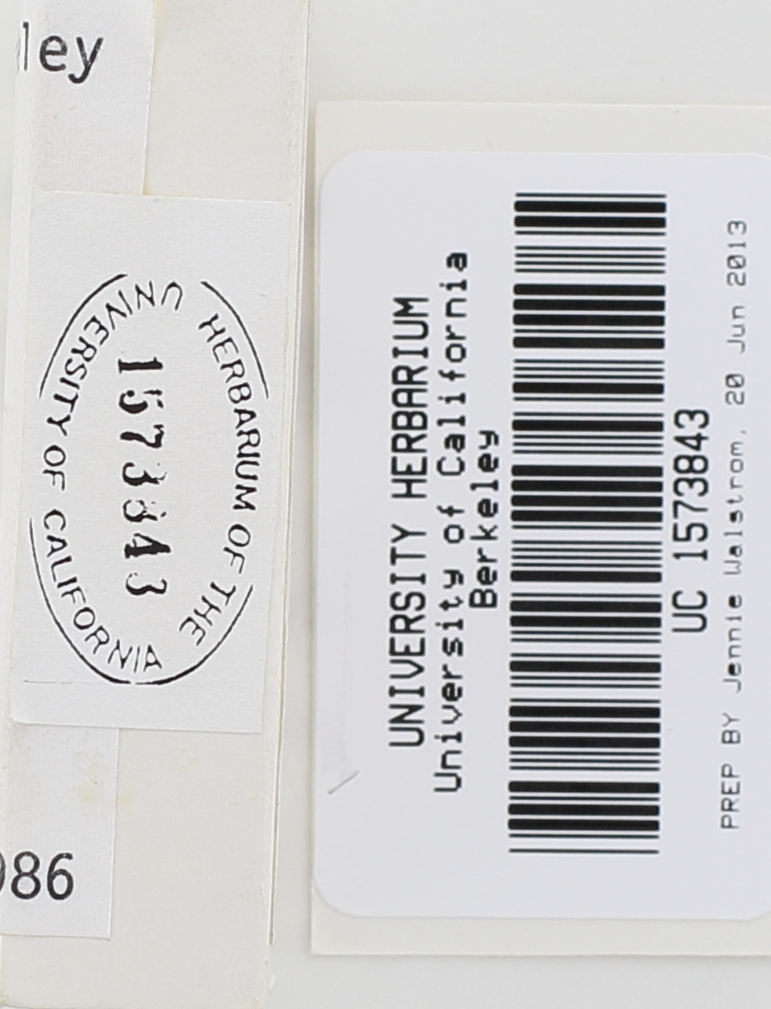 ley
HERBARIUM OF THE
UNIVERSITY OF CALIFORNIA
1573843
986
UNIVERSITY HERBARIUM
University of California
Berkeley
UC 1573843
PREP BY Jennie Walstrom, 20 Jun 2013